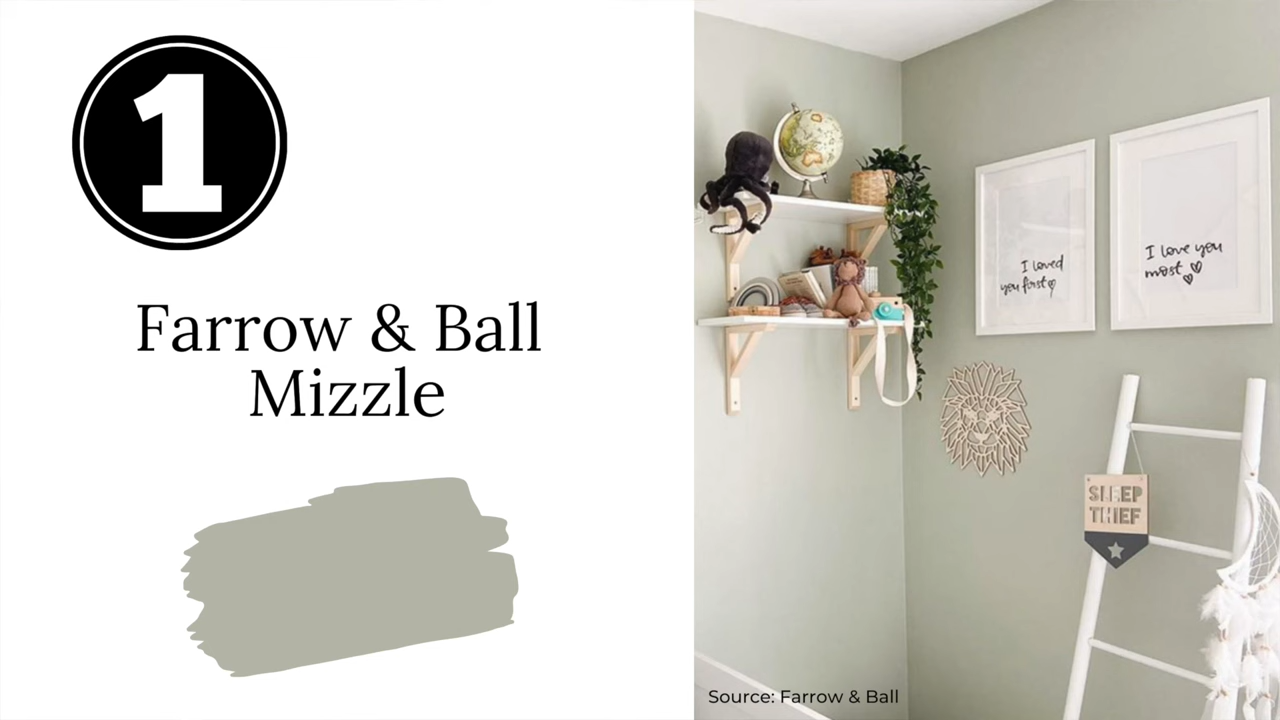 1
Farrow & Ball
Mizzle
I loved
you first
I love you
most
SLEEP
THIEF
Source: Farrow & Ball